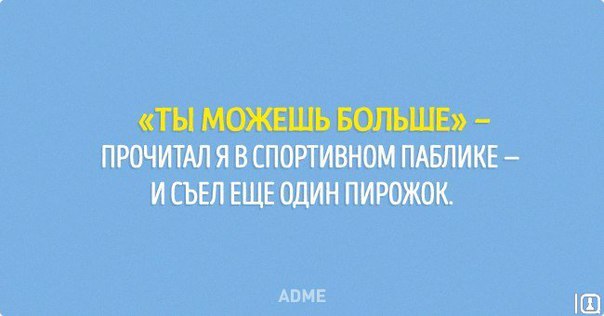 «ТЫ МОЖЕШЬ БОЛЬШЕ» –
ПРОЧИТАЛ Я В СПОРТИВНОМ ПАБЛИКЕ –
И СЪЕЛ ЕЩЕ ОДИН ПИРОЖОК.
ADME